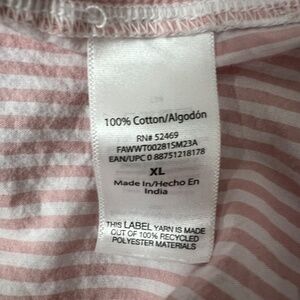 100% Cotton/Algodón
RN# 52469
FAWWT00281SM23A
EAN/UPC 0 88751218178
XL
Made In/Hecho En
India
THIS LABEL YARN IS MADE
OUT OF 100% RECYCLED
POLYESTER MATERIALS